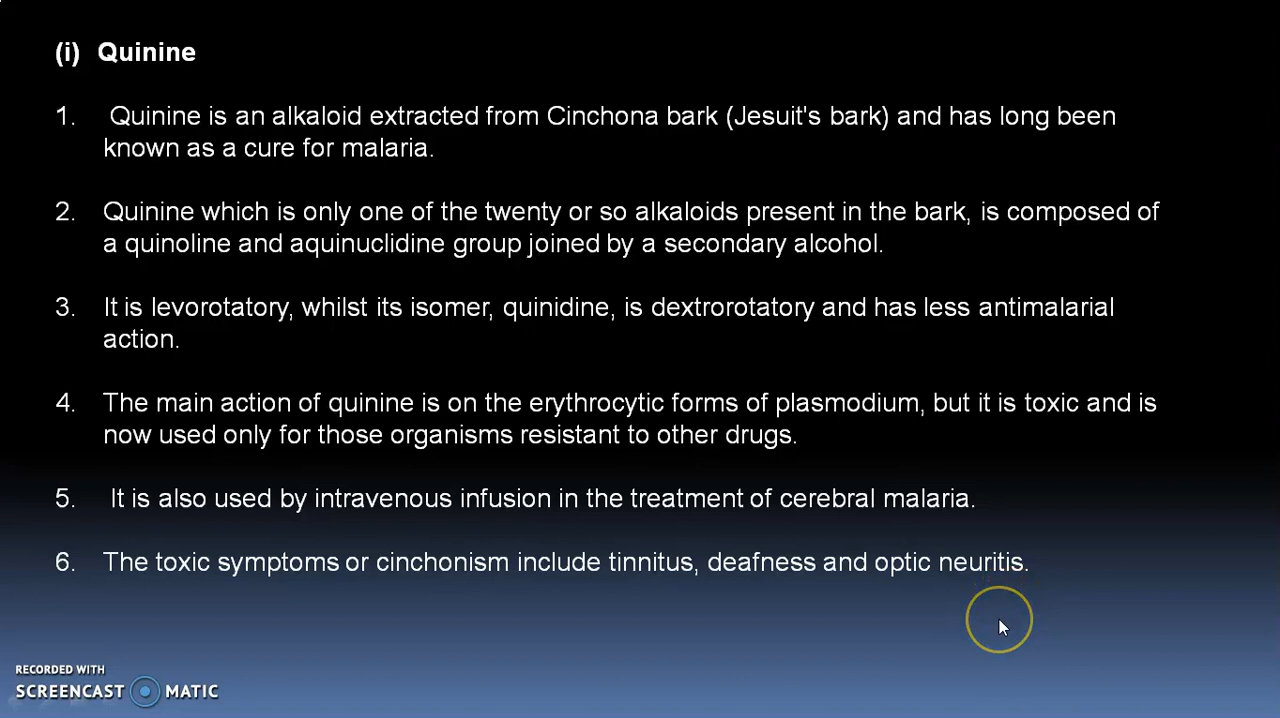 (i) Quinine
1. Quinine is an alkaloid extracted from Cinchona bark (Jesuit's bark) and has long been
known as a cure for malaria.
2. Quinine which is only one of the twenty or so alkaloids present in the bark, is composed of
a quinoline and aquinuclidine group joined by a secondary alcohol.
3. It is levorotatory, whilst its isomer, quinidine, is dextrorotatory and has less antimalarial
action.
4. The main action of quinine is on the erythrocytic forms of plasmodium, but it is toxic and is
now used only for those organisms resistant to other drugs.
5. It is also used by intravenous infusion in the treatment of cerebral malaria.
6. The toxic symptoms or cinchonism include tinnitus, deafness and optic neuritis.
RECORDED WITH
SCREENCAST MATIC